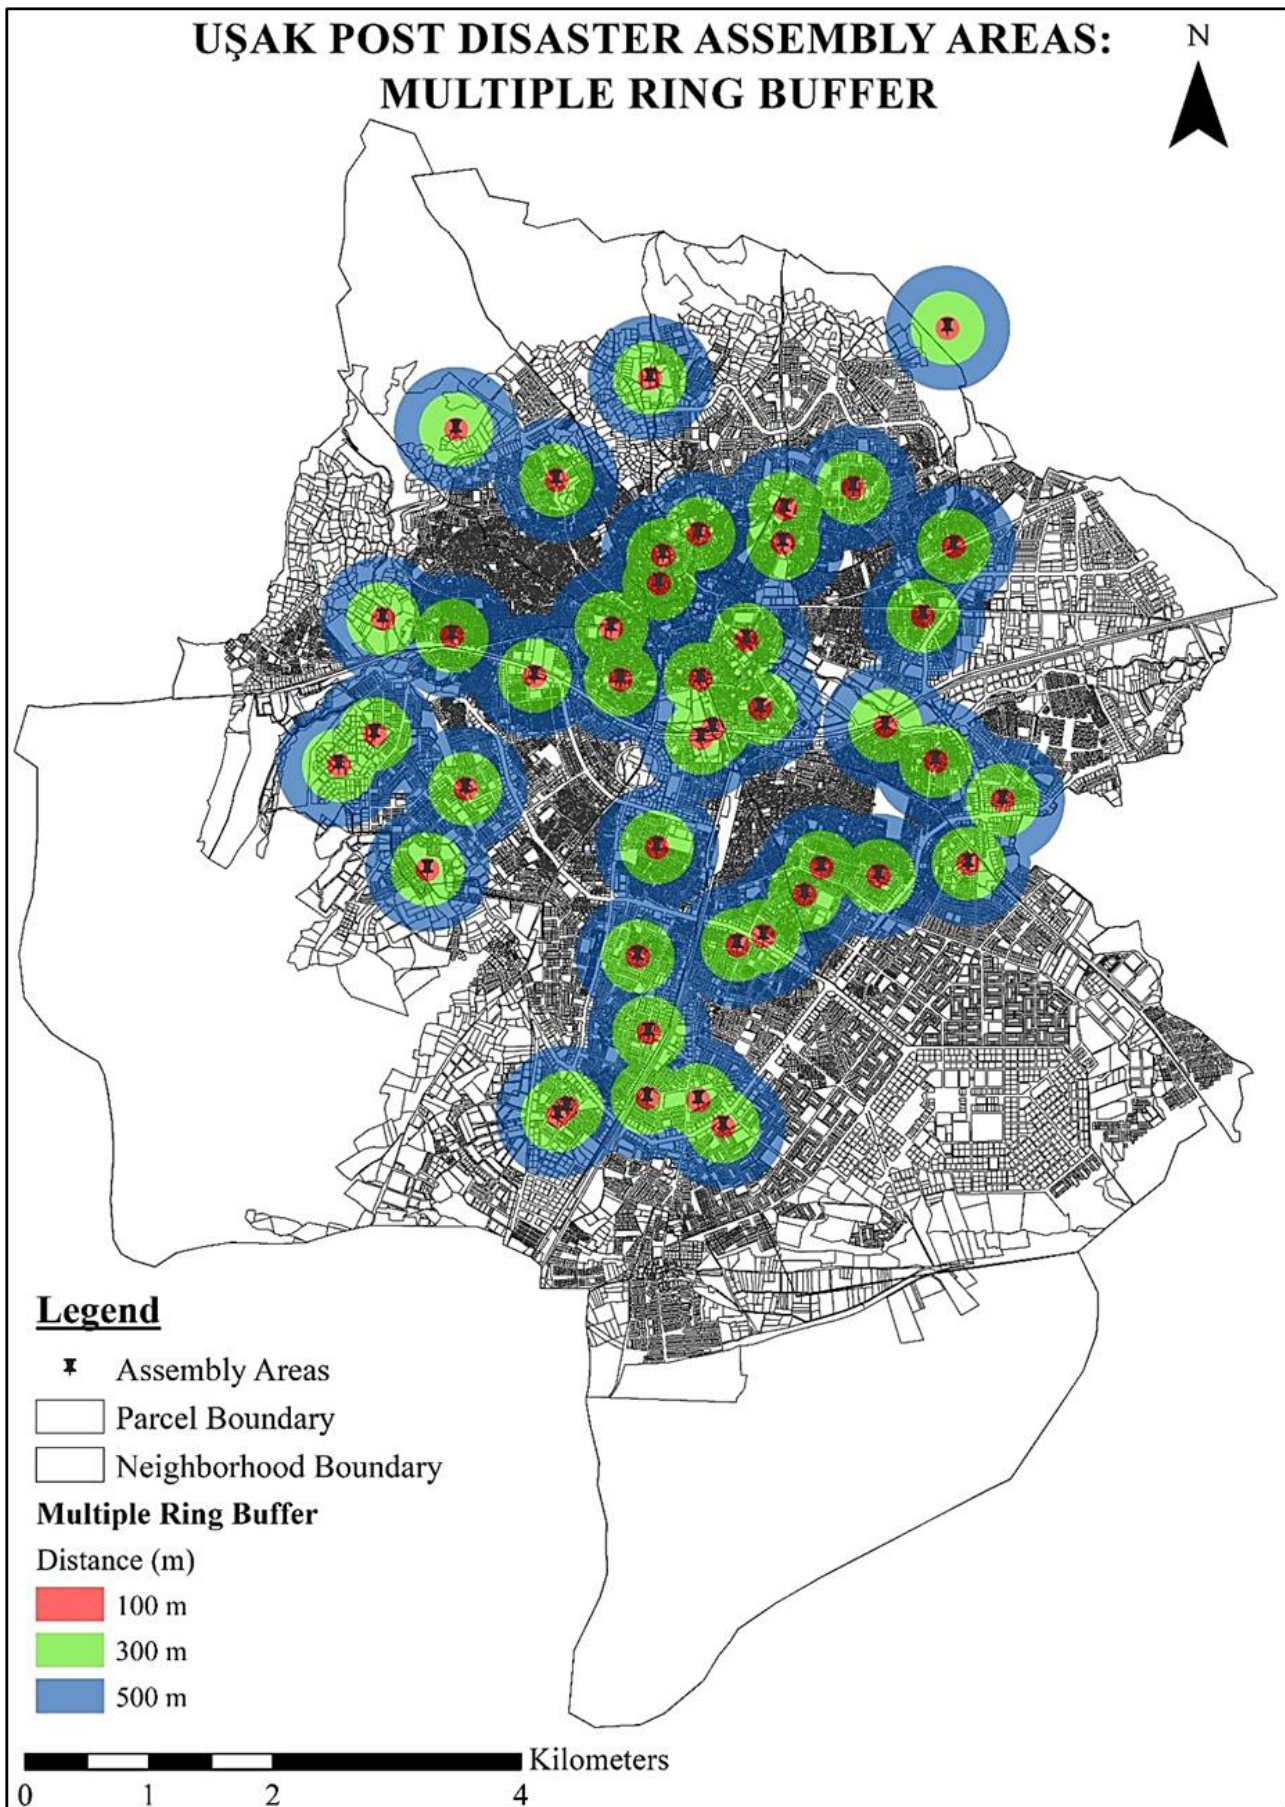 UŞAK POST DISASTER ASSEMBLY AREAS:
MULTIPLE RING BUFFER
N
Legend
Assembly Areas
Parcel Boundary
Neighborhood Boundary
Multiple Ring Buffer
Distance (m)
100 m
300 m
500 m
Kilometers
0 1 2 4